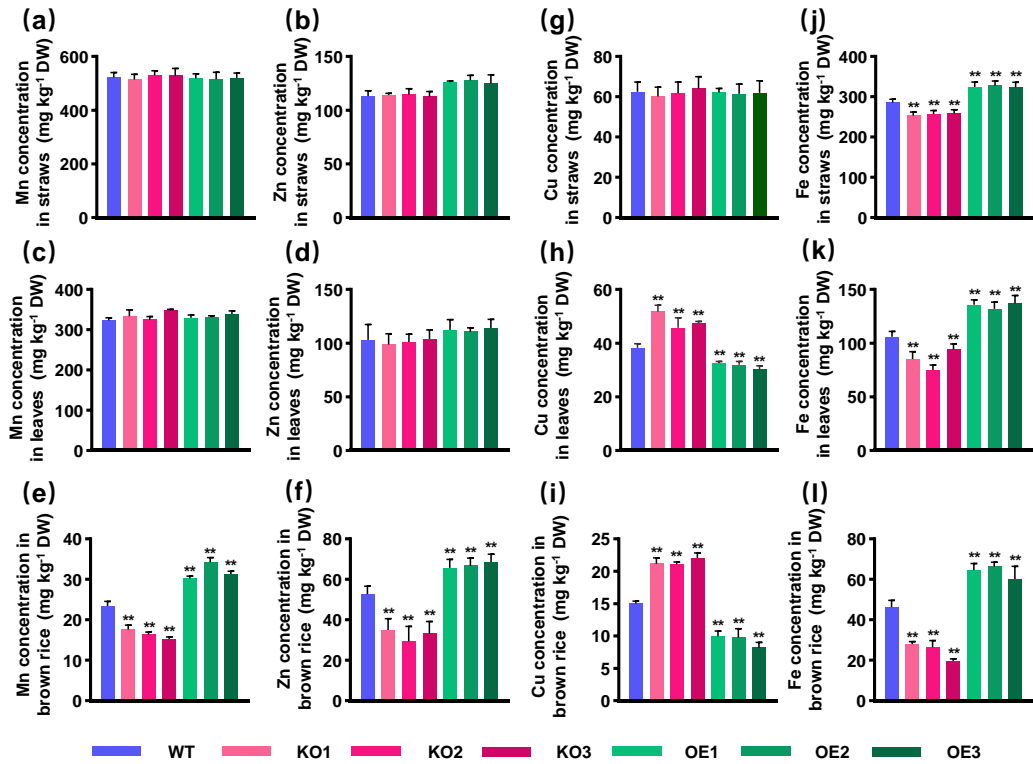 (a)
Mn concentration
in straws (mg kg-1 DW)
600
400
200
0
(b)
Zn concentration
in straws (mg kg-1 DW)
150
100
50
0
(g)
Cu concentration
in straws (mg kg-1 DW)
80
60
40
20
0
(j)
Fe concentration
in straws (mg kg-1 DW)
400
300
200
100
0
** ** ** ** ** **
(c)
Mn concentration
in leaves (mg kg-1 DW)
400
300
200
100
0
(d)
Zn concentration
in leaves (mg kg-1 DW)
150
100
50
0
(h)
Cu concentration
in leaves (mg kg-1 DW)
60
40
20
0
** ** ** ** ** **
(k)
Fe concentration
in leaves (mg kg-1 DW)
150
100
50
0
** ** ** ** ** **
(e)
Mn concentration in
brown rice (mg kg-1 DW)
40
30
20
10
0
** ** ** ** ** **
(f)
Zn concentration in
brown rice (mg kg-1 DW)
80
60
40
20
0
** ** ** ** ** **
(i)
Cu concentration in
brown rice (mg kg-1 DW)
25
20
15
10
5
0
** ** ** ** ** **
(l)
Fe concentration in
brown rice (mg kg-1 DW)
80
60
40
20
0
** ** ** ** ** **
WT KO1 KO2 KO3 OE1 OE2 OE3